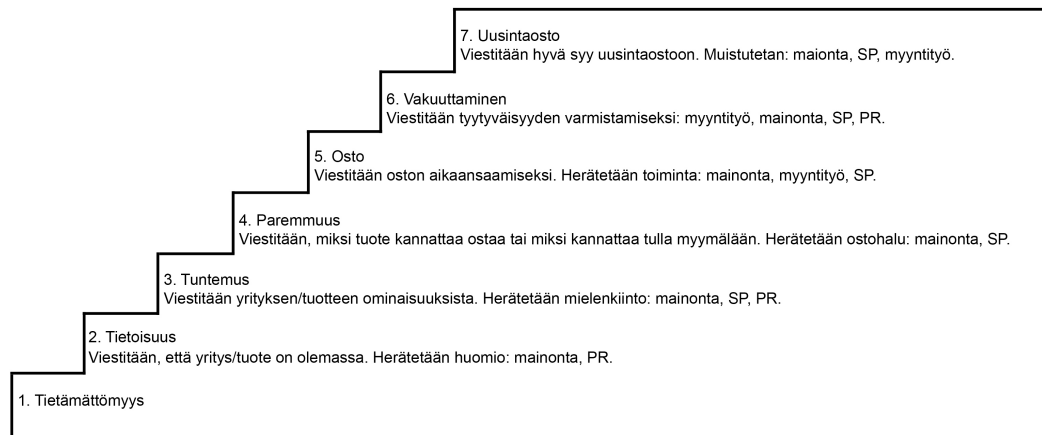 7. Uusintaosto
Viestitään hyvä syy uusintaostoon. Muistutetan: maionta, SP, myyntityö.
6. Vakuuttaminen
Viestitään tyytyväisyyden varmistamiseksi: myyntityö, mainonta, SP, PR.
5. Osto
Viestitään oston aikaansaamiseksi. Herätetään toiminta: mainonta, myyntityö, SP.
4. Paremmuus
Viestitään, miksi tuote kannattaa ostaa tai miksi kannattaa tulla myymälään. Herätetään ostohalu: mainonta, SP.
3. Tuntemus
Viestitään yrityksen/tuotteen ominaisuuksista. Herätetään mielenkiinto: mainonta, SP, PR.
2. Tietoisuus
Viestitään, että yritys/tuote on olemassa. Herätetään huomio: mainonta, PR.
1. Tietämättömyys